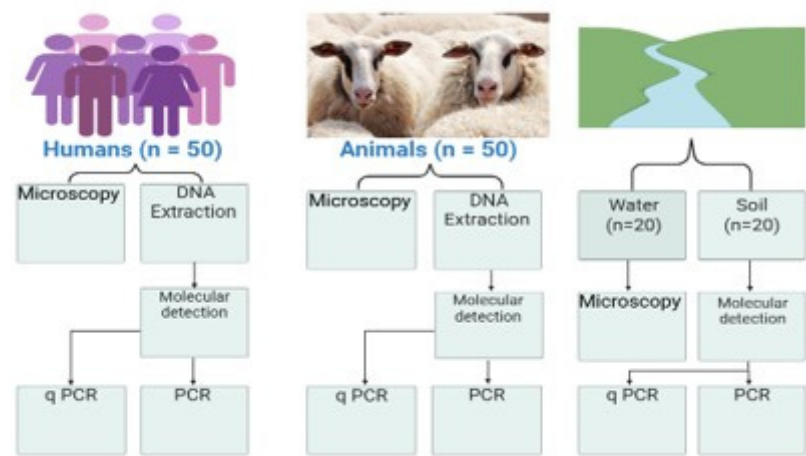 Humans (n = 50)
Microscopy
DNA
Extraction
Molecular
detection
q PCR
PCR
Animals (n = 50)
Microscopy
DNA
Extraction
Molecular
detection
q PCR
PCR
Water
(n=20)
Soil
(n=20)
Microscopy
Molecular
detection
q PCR
PCR